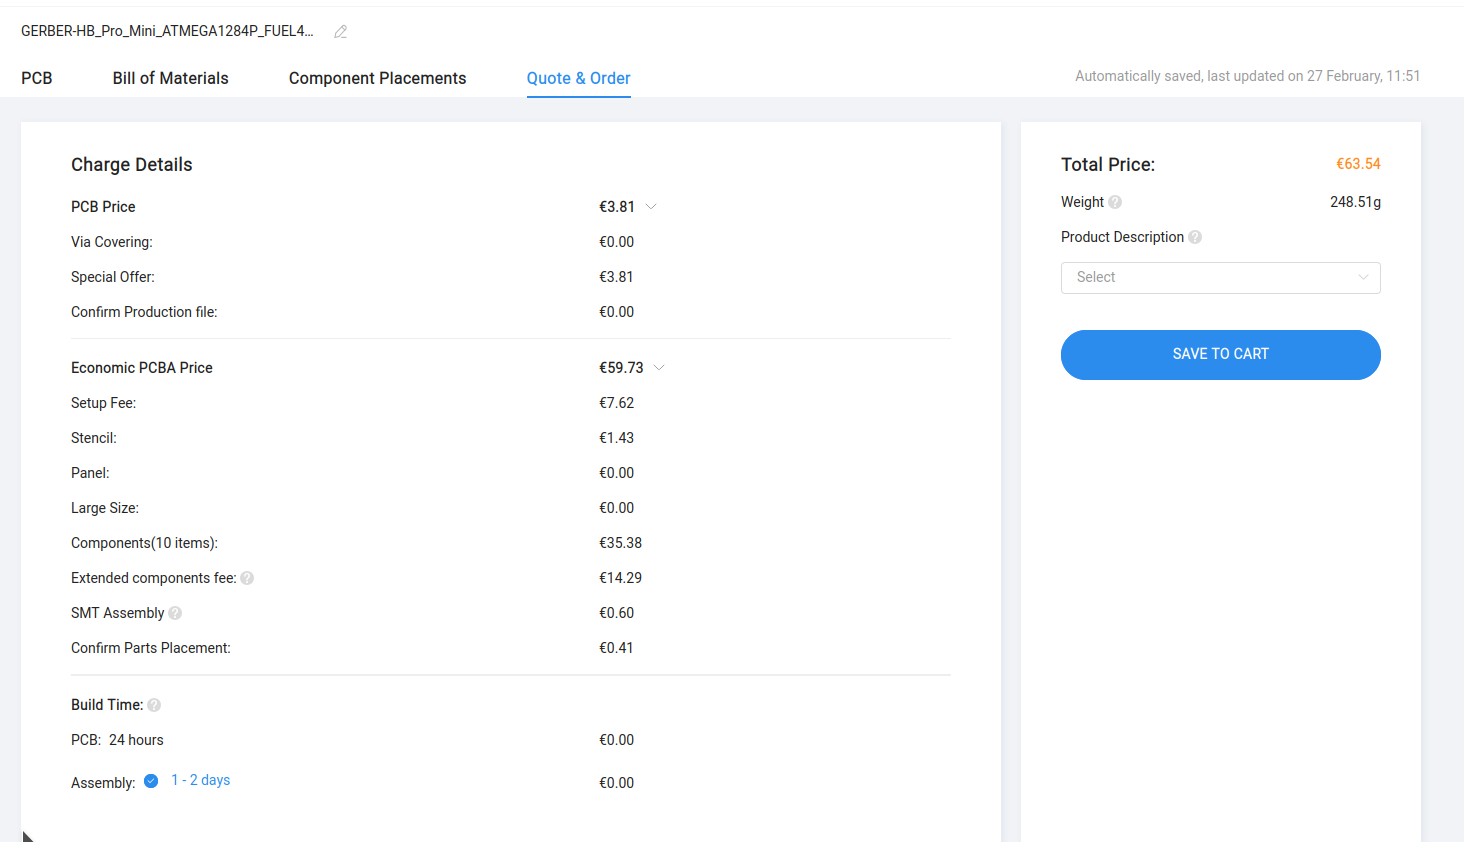 GERBER-HB_Pro_Mini_ATMEGA1284P_FUEL4...
PCB Bill of Materials Component Placements Quote & Order Automatically saved, last updated on 27 February, 11:51
Charge Details
PCB Price €3.81
Via Covering: €0.00
Special Offer: €3.81
Confirm Production file: €0.00
Economic PCBA Price €59.73
Setup Fee: €7.62
Stencil: €1.43
Panel: €0.00
Large Size: €0.00
Components(10 items): €35.38
Extended components fee: ? €14.29
SMT Assembly ? €0.60
Confirm Parts Placement: €0.41
Build Time: ?
PCB: 24 hours €0.00
Assembly: 1 - 2 days €0.00
Total Price: €63.54
Weight ? 248.51g
Product Description ?
Select
SAVE TO CART